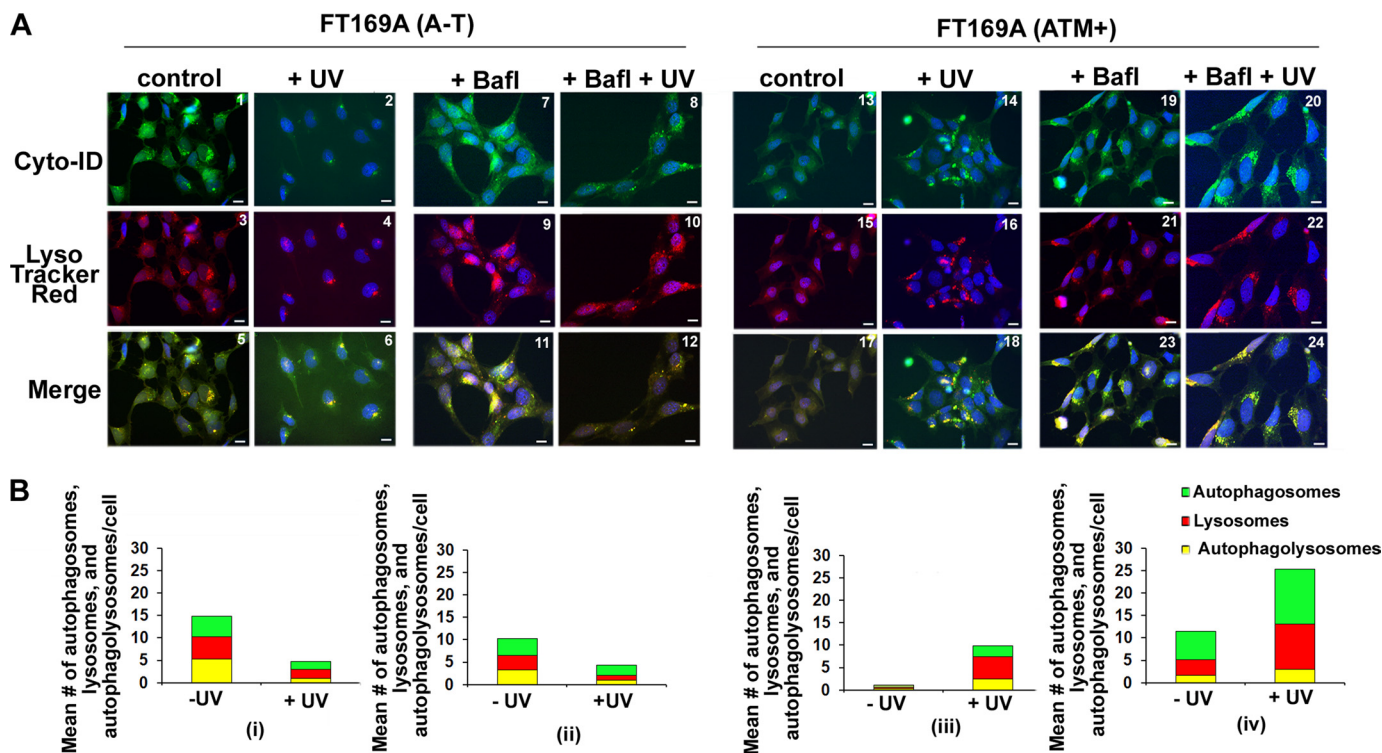 A
FT169A (A-T)
FT169A (ATM+)
control
+ UV
+ BafI
+ BafI + UV
control
+ UV
+ BafI
+ BafI + UV
Cyto-ID
1
2
7
8
13
14
19
20
Lyso
Tracker
Red
3
4
9
10
15
16
21
22
Merge
5
6
11
12
17
18
23
24
B
Mean # of autophagosomes,
lysosomes, and
autophagolysosomes/cell
30
25
20
15
10
5
0
-UV
+ UV
(i)
Mean # of autophagosomes,
lysosomes, and
autophagolysosomes/cell
30
25
20
15
10
5
0
- UV
+UV
(ii)
Mean # of autophagosomes,
lysosomes, and
autophagolysosomes/cell
30
25
20
15
10
5
0
- UV
+ UV
(iii)
Mean # of autophagosomes,
lysosomes, and
autophagolysosomes/cell
30
25
20
15
10
5
0
- UV
+ UV
(iv)
Autophagosomes
Lysosomes
Autophagolysosomes